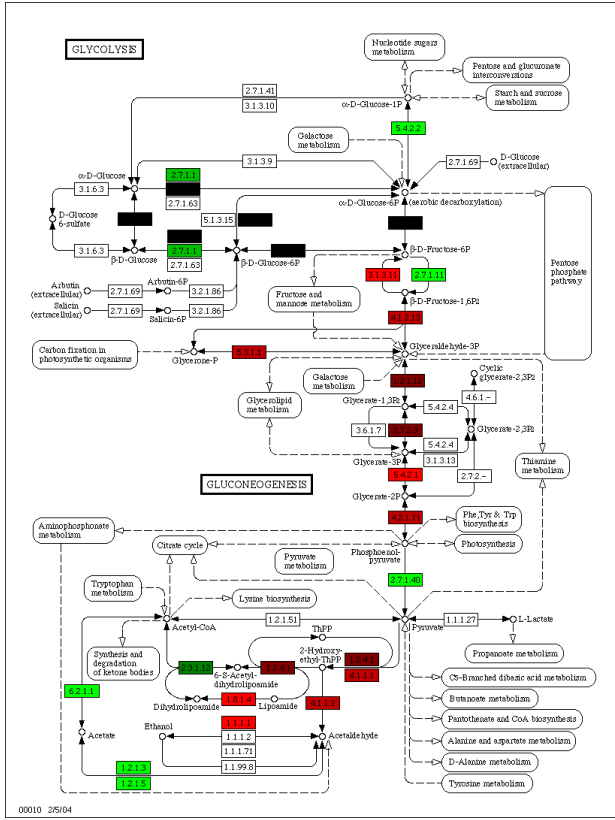 GLYCOLYSIS
Nucleotide sugars
metabolism
Pentose and glucuronate
interconversions
Starch and sucrose
metabolism
2.7.1.41
3.1.3.10
α-D-Glucose-1P
5.4.2.2
Galactose
metabolism
3.1.3.9
2.7.1.69
D-Glucose
(extracellular)
α-D-Glucose
2.7.1.1
2.7.1.63
3.1.6.3
D-Glucose
6-sulfate
α-D-Glucose-6P
(aerobic decarboxylation)
5.1.3.15
3.1.6.3
β-D-Glucose
2.7.1.1
2.7.1.63
β-D-Glucose-6P
β-D-Fructose-6P
Pentose
phosphate
pathway
3.1.3.11
2.7.1.11
Arbutin
(extracellular)
2.7.1.69
Arbutin-6P
3.2.1.86
Salicin
(extracellular)
2.7.1.69
Salicin-6P
3.2.1.86
Fructose and
mannose metabolism
β-D-Fructose-1,6P2
4.1.2.13
Carbon fixation in
photosynthetic organisms
5.3.1.1
Glycerone-P
Glyceraldehyde-3P
Galactose
metabolism
1.2.1.12
Cyclic
glycerate-2,3P2
Glycerolipid
metabolism
Glycerate-1,3P2
5.4.2.4
4.6.1.-
3.6.1.7
2.7.2.3
Glycerate-2,3P2
5.4.2.4
3.1.3.13
Glycerate-3P
2.7.2.-
Thiamine
metabolism
5.4.2.1
GLUCONEOGENESIS
Glycerate-2P
4.2.1.11
Phe,Tyr & Trp
biosynthesis
Aminophosphonate
metabolism
Citrate cycle
Pyruvate
metabolism
Phosphoenol-
pyruvate
Photosynthesis
2.7.1.40
Tryptophan
metabolism
Lysine biosynthesis
Acetyl-CoA
1.2.1.51
Pyruvate
1.1.1.27
L-Lactate
Propanoate metabolism
Synthesis and
degradation
of ketone bodies
ThPP
2-Hydroxy-
ethyl-ThPP
2.3.1.12
1.2.4.1
1.2.4.1
4.1.1.1
6-S-Acetyl-
dihydrolipoamide
C5-Branched dibasic acid metabolism
6.2.1.1
Dihydrolipoamide
1.8.1.4
Lipoamide
4.1.1.1
Butanoate metabolism
Pantothenate and CoA biosynthesis
Ethanol
1.1.1.1
1.1.1.2
1.1.1.71
1.1.99.8
Acetate
Acetaldehyde
Alanine and aspartate metabolism
D-Alanine metabolism
1.2.1.3
1.2.1.5
Tyrosine metabolism
00010 2/5/04